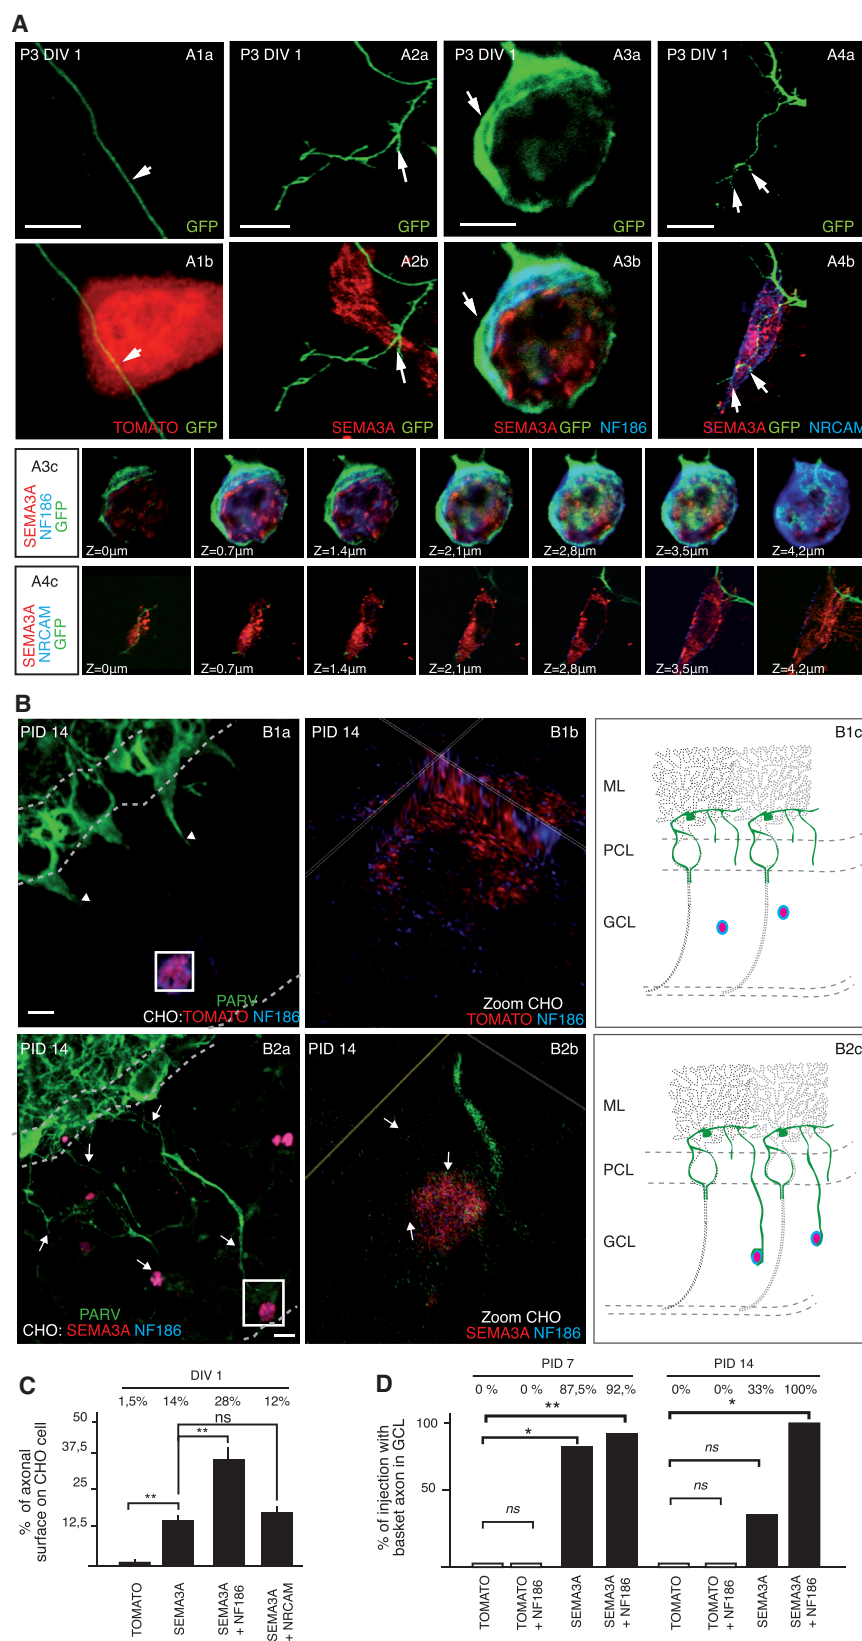 A
P3 DIV 1 A1a
GFP
P3 DIV 1 A2a
GFP
P3 DIV 1 A3a
GFP
P3 DIV 1 A4a
GFP
A1b
TOMATO GFP
A2b
SEMA3A GFP
A3b
SEMA3A GFP NF186
A4b
SEMA3A GFP NRCAM
A3c
SEMA3A
NF186
GFP
Z=0µm
Z=0.7µm
Z=1.4µm
Z=2,1µm
Z=2,8µm
Z=3,5µm
Z=4,2µm
A4c
SEMA3A
NRCAM
GFP
Z=0µm
Z=0.7µm
Z=1.4µm
Z=2,1µm
Z=2,8µm
Z=3,5µm
Z=4,2µm
B
PID 14 B1a
PARV
CHO:TOMATO NF186
PID 14 B1b
Zoom CHO
TOMATO NF186
B1c
ML
PCL
GCL
PID 14 B2a
PARV
CHO: SEMA3A NF186
PID 14 B2b
Zoom CHO
SEMA3A NF186
B2c
ML
PCL
GCL
C
DIV 1
1,5% 14% 28% 12%
ns
**
**
50
37,5
25
12,5
% of axonal
surface on CHO cell
TOMATO
SEMA3A
SEMA3A
+ NF186
SEMA3A
+ NRCAM
D
PID 7 PID 14
0 % 0 % 87,5% 92,% 0% 0% 33% 100%
**
*
ns
*
ns
ns
100
50
% of injection with
basket axon in GCL
TOMATO
TOMATO
+ NF186
SEMA3A
SEMA3A
+ NF186
TOMATO
TOMATO
+ NF186
SEMA3A
SEMA3A
+ NF186